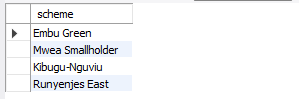 scheme
Embu Green
Mwea Smallholder
Kibugu-Nguviu
Runyenjes East